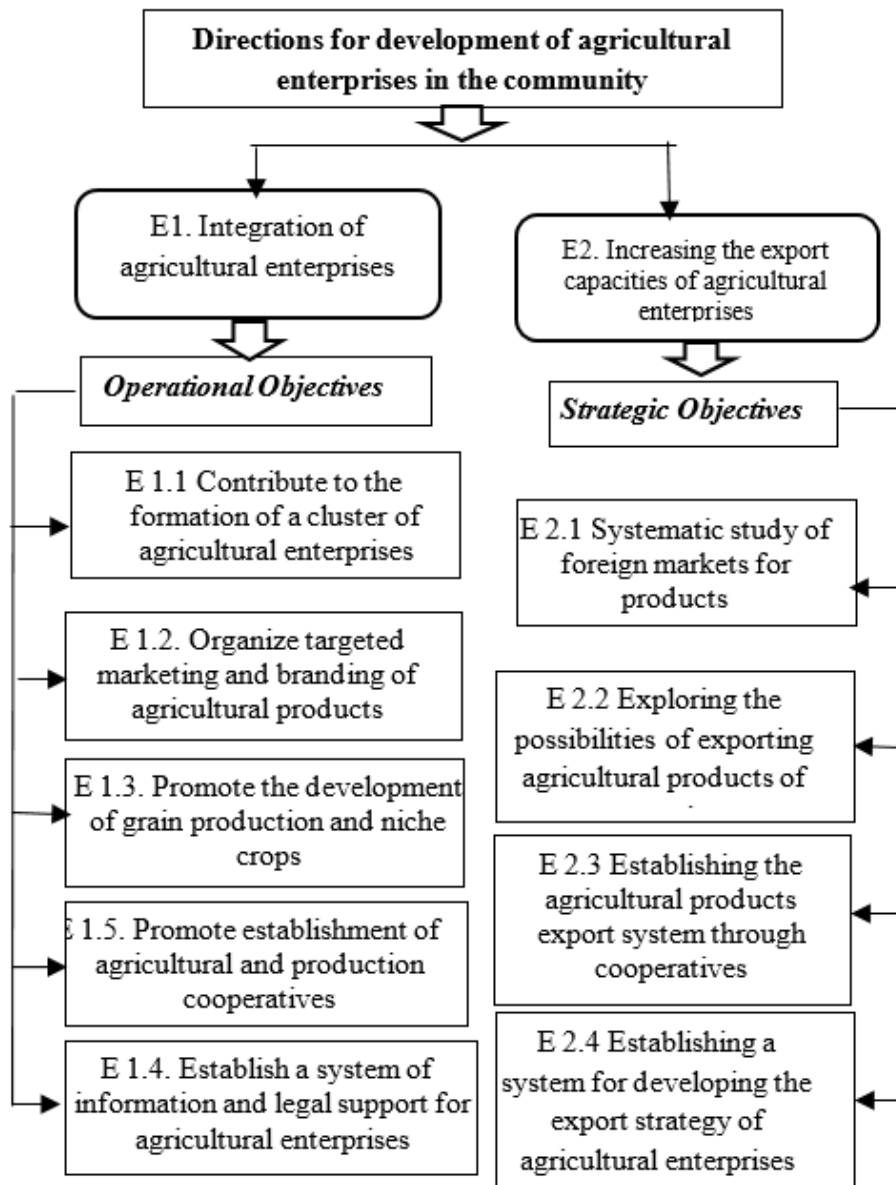 Directions for development of agricultural
enterprises in the community
E1. Integration of
agricultural enterprises
E2. Increasing the export
capacities of agricultural
enterprises
Operational Objectives
Strategic Objectives
E 1.1 Contribute to the
formation of a cluster of
agricultural enterprises
E 1.2. Organize targeted
marketing and branding of
agricultural products
E 1.3. Promote the development
of grain production and niche
crops
E 1.5. Promote establishment of
agricultural and production
cooperatives
E 1.4. Establish a system of
information and legal support for
agricultural enterprises
E 2.1 Systematic study of
foreign markets for
products
E 2.2 Exploring the
possibilities of exporting
agricultural products of
E 2.3 Establishing the
agricultural products
export system through
cooperatives
E 2.4 Establishing a
system for developing the
export strategy of
agricultural enterprises